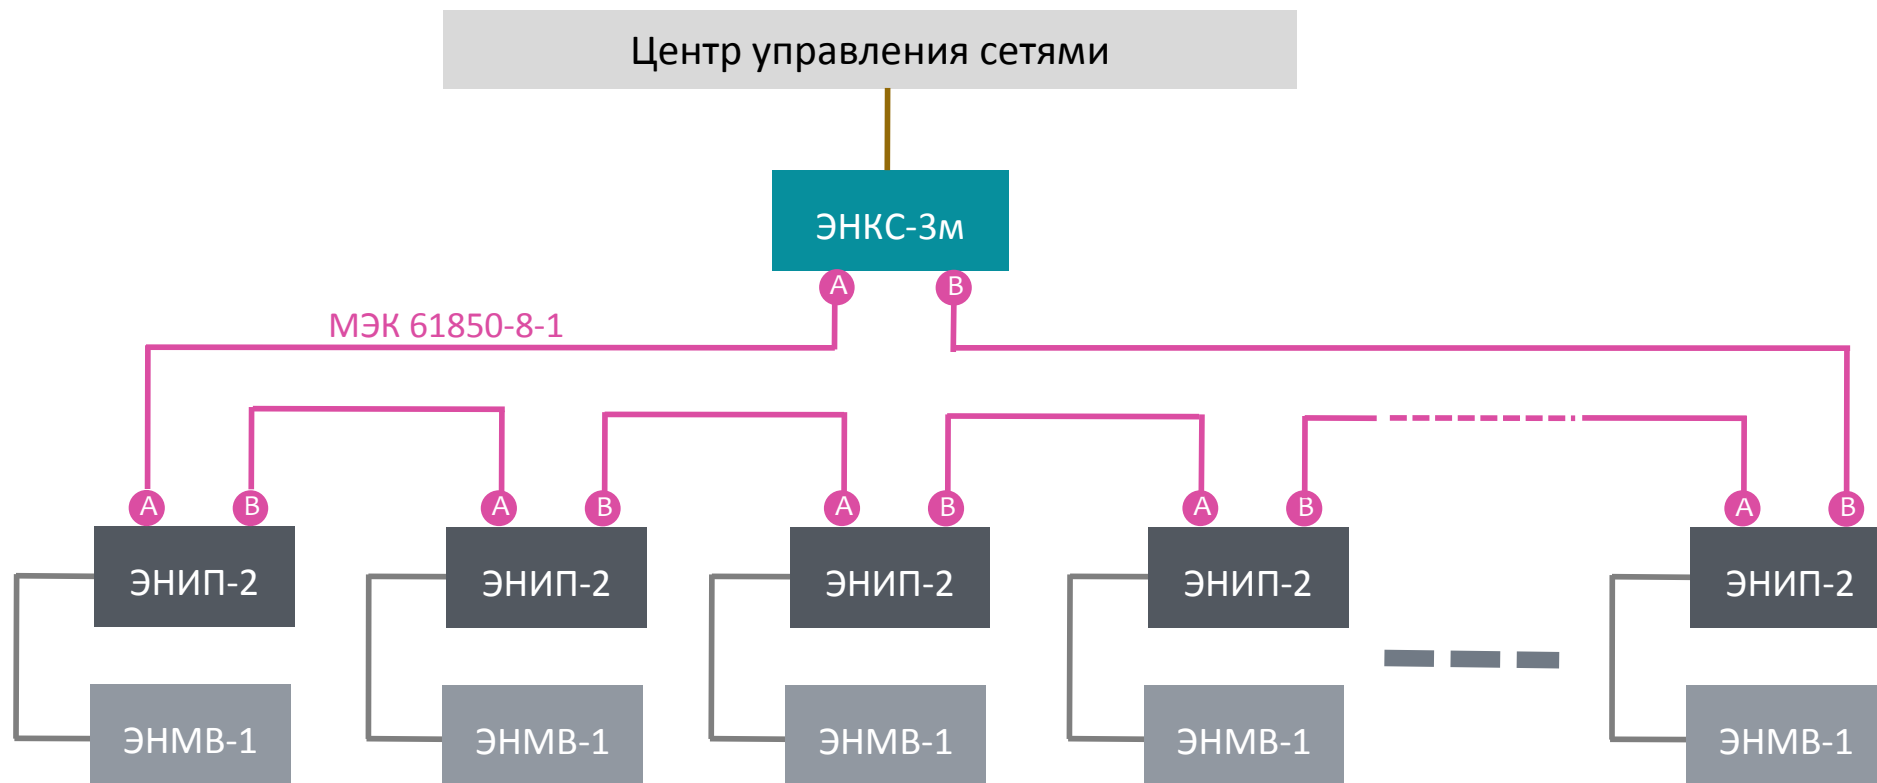 Центр управления сетями
ЭНКС-3м
A B
МЭК 61850-8-1
A B A B A B A B A B
ЭНИП-2 ЭНИП-2 ЭНИП-2 ЭНИП-2 ЭНИП-2
ЭНМВ-1 ЭНМВ-1 ЭНМВ-1 ЭНМВ-1 ЭНМВ-1